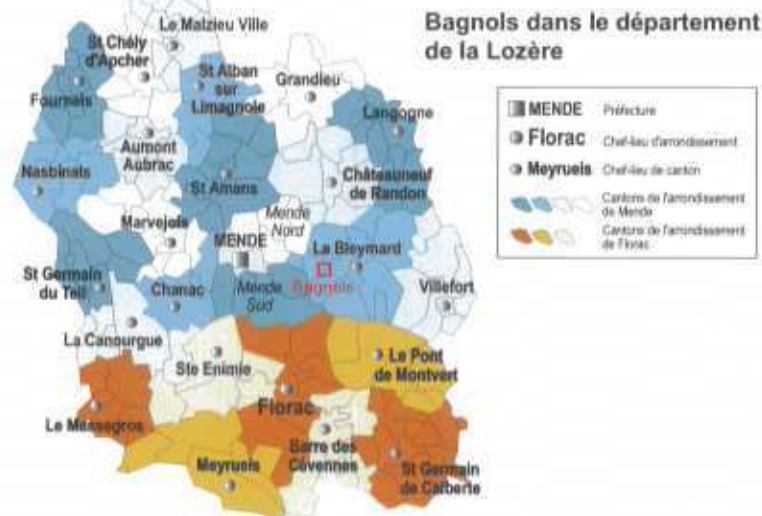 Bagnols dans le département
de la Lozère
MENDE Préfecture
Florac Chef-lieu d'arrondissement
Meyrueis Chef-lieu de canton
Cantons de l'arrondissement
de Mende
Cantons de l'arrondissement
de Florac
Le Malzieu Ville
St Chély
d'Apcher
St Alban
sur
Limagnole
Grandieu
Fournels
Langogne
Aumont
Aubrac
Nasbinals
St Amans
Châteauneuf
de Randon
Marvejols
Mende
Nord
MENDE
La Bleymard
St Germain
du Teil
Chanac
Mende
Sud
Bagnols
Villefort
La Canourgue
Ste Enimie
Le Pont
de Montvert
Florac
Le Massegros
Barre des
Cévennes
Meyrueis
St Germain
de Calberte